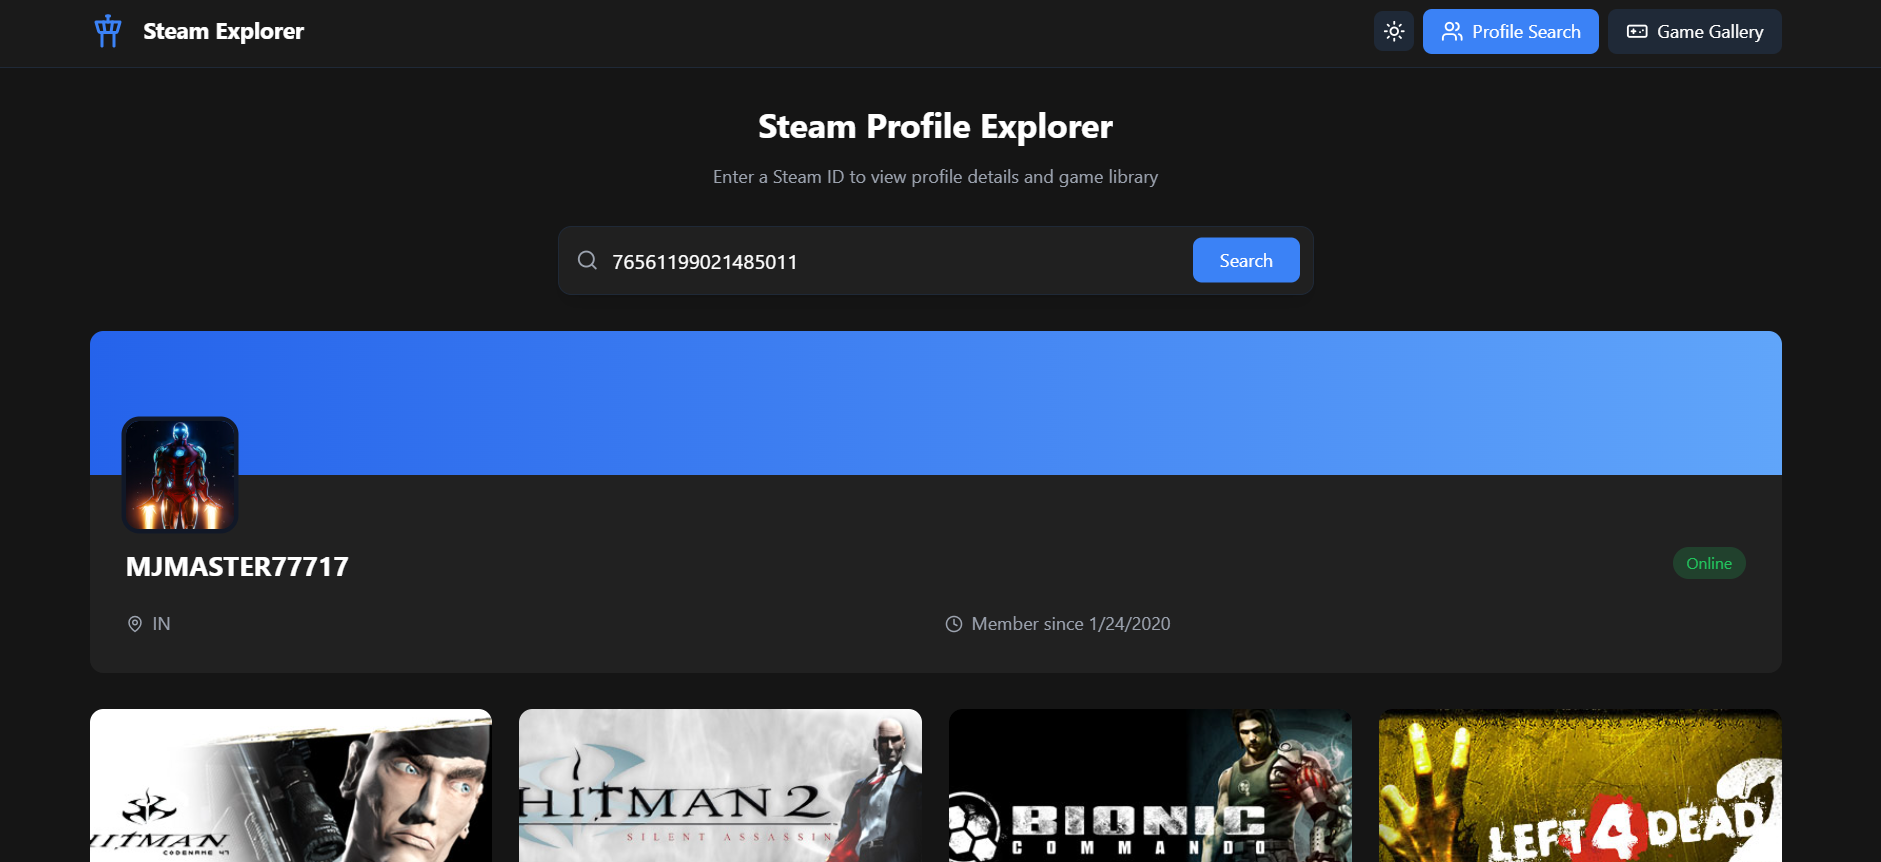 Steam Explorer
Profile Search
Game Gallery
Steam Profile Explorer
Enter a Steam ID to view profile details and game library
76561199021485011
Search
MJMASTER77717
Online
IN
Member since 1/24/2020
HITMAN
CODENAME 47
HITMAN 2
SILENT ASSASSIN
BIONIC
COMMANDO
LEFT 4 DEAD 2